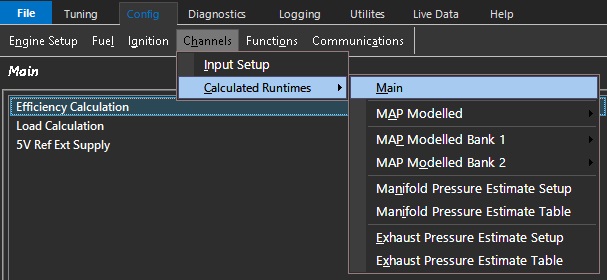 File Tuning Config Diagnostics Logging Utilites Live Data Help
Engine Setup Fuel Ignition Channels Functions Communications
Main
Input Setup
Calculated Runtimes
Efficiency Calculation
Load Calculation
5V Ref Ext Supply
Main
MAP Modelled
MAP Modelled Bank 1
MAP Modelled Bank 2
Manifold Pressure Estimate Setup
Manifold Pressure Estimate Table
Exhaust Pressure Estimate Setup
Exhaust Pressure Estimate Table